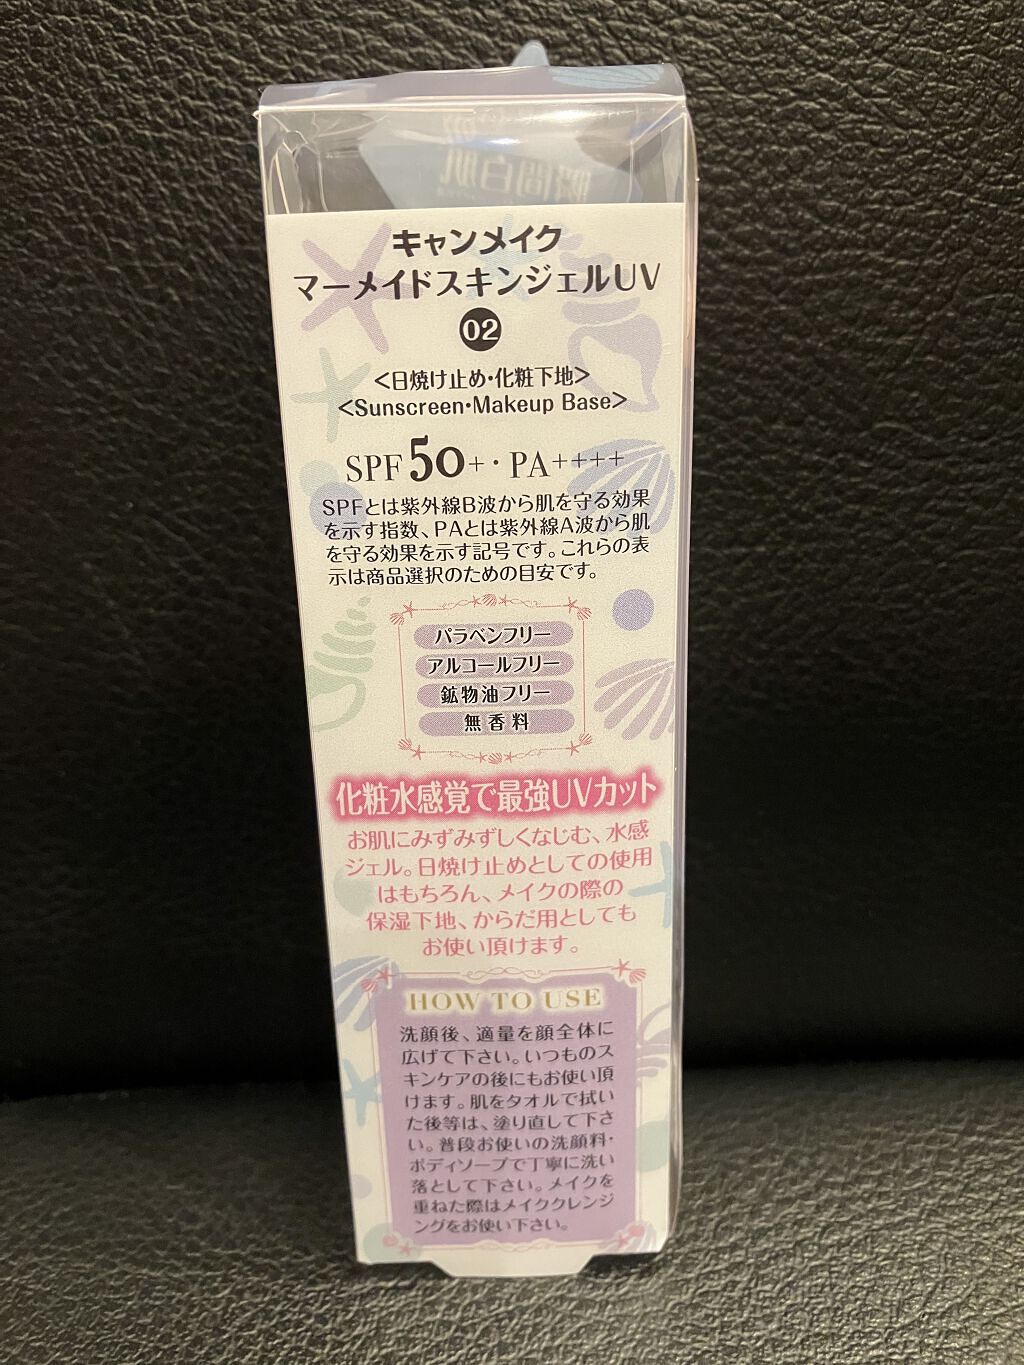 瞬間白肌
キャンメイク
マーメイドスキンジェルUV
02
<日焼け止め・化粧下地>
<Sunscreen・Makeup Base>
SPF50+・PA++++
SPFとは紫外線B波から肌を守る効果
を示す指数、PAとは紫外線A波から肌
を守る効果を示す記号です。これらの表
示は商品選択のための目安です。
パラベンフリー
アルコールフリー
鉱物油フリー
無香料
化粧水感覚で最強UVカット
お肌にみずみずしくなじむ、水感
ジェル。日焼け止めとしての使用
はもちろん、メイクの際の
保湿下地、からだ用としても
お使い頂けます。
HOW TO USE
洗顔後、適量を顔全体に
広げて下さい。いつものス
キンケアの後にもお使い頂
けます。肌をタオルで拭い
た後等は、塗り直して下さ
い。普段お使いの洗顔料・
ボディソープで丁寧に洗い
落として下さい。メイクを
重ねた際はメイククレンジ
ングをお使い下さい。